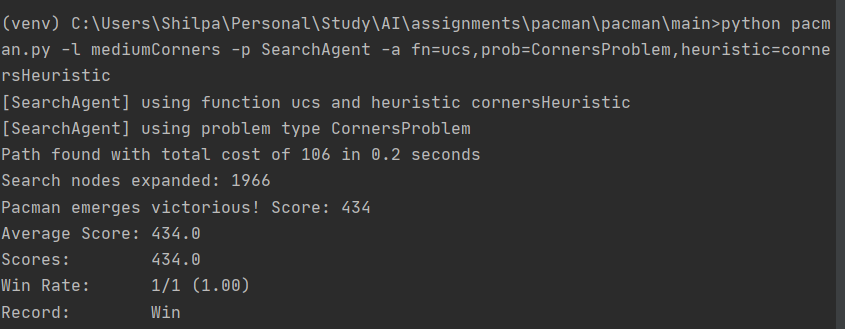 (venv) C:\Users\Shilpa\Personal\Study\AI\assignments\pacman\pacman\main>python pacm
an.py -l mediumCorners -p SearchAgent -a fn=ucs,prob=CornersProblem,heuristic=corne
rsHeuristic
[SearchAgent] using function ucs and heuristic cornersHeuristic
[SearchAgent] using problem type CornersProblem
Path found with total cost of 106 in 0.2 seconds
Search nodes expanded: 1966
Pacman emerges victorious! Score: 434
Average Score: 434.0
Scores:        434.0
Win Rate:      1/1 (1.00)
Record:        Win